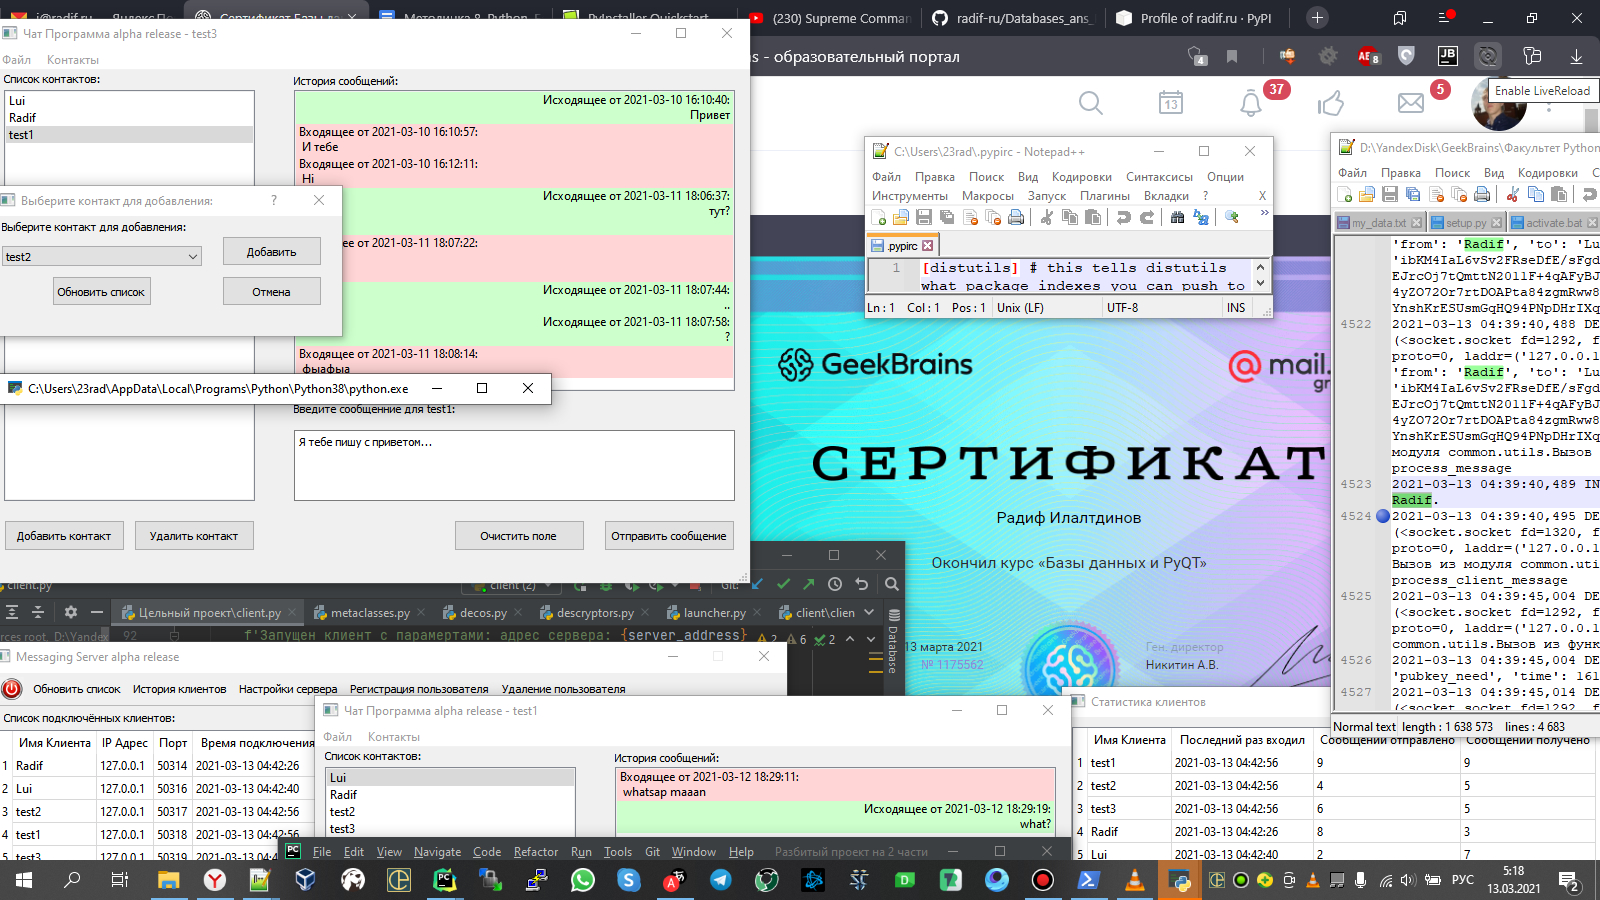 (230) Supreme Comman
radif-ru/Databases_ans_
Profile of radif.ru · PyPI
ns - образовательный портал
4
8
Enable LiveReload
13
37
5
Чат Программа alpha release - test3
Файл Контакты
Список контактов:
Lui
Radif
test1
История сообщений:
Исходящее от 2021-03-10 16:10:40:
Привет
Входящее от 2021-03-10 16:10:57:
И тебе
Входящее от 2021-03-10 16:12:11:
Hi
Исходящее от 2021-03-11 18:06:37:
тут?
ее от 2021-03-11 18:07:22:
Исходящее от 2021-03-11 18:07:44:
..
Исходящее от 2021-03-11 18:07:58:
?
Входящее от 2021-03-11 18:08:14:
фыафыа
Выберите контакт для добавления:
?
Выберите контакт для добавления:
test2
Добавить
Обновить список
Отмена
C:\Users\23rad\AppData\Local\Programs\Python\Python38\python.exe
Введите сообщенние для test1:
Я тебе пишу с приветом...
Добавить контакт
Удалить контакт
Очистить поле
Отправить сообщение
C:\Users\23rad\.pypirc - Notepad++
Файл Правка Поиск Вид Кодировки Синтаксисы Опции
Инструменты Макросы Запуск Плагины Вкладки ? X
.pypirc
1 [distutils] # this tells distutils
what package indexes you can push to
Ln : 1 Col : 1 Pos : 1 Unix (LF) UTF-8 INS
GeekBrains
@mail.
gr
СЕРТИФИКАТ
Радиф Илалтдинов
Окончил курс «Базы данных и PyQT»
13 марта 2021
№ 1175562
Ген. директор
Никитин А.В.
D:\YandexDisk\GeekBrains\Факультет Python
Файл Правка Поиск Вид Кодировки
my_data.txt setup.py activate.bat
'from': 'Radif', 'to': 'Lu
'ibKM4IaL6vSv2FRseDfE/sFgd
EJrcOj7tQmttN2011F+4qAFyBJ
4yZO72Or7rtDOAPta84zgmRww8
YnshKrESUsmGqHQ94PNpDHrIXq
4522 2021-03-13 04:39:40,488 DE
(<socket.socket fd=1292, f
proto=0, laddr=('127.0.0.1
'from': 'Radif', 'to': 'Lu
'ibKM4IaL6vSv2FRseDfE/sFgd
EJrcOj7tQmttN2011F+4qAFyBJ
4yZO72Or7rtDOAPta84zgmRww8
YnshKrESUsmGqHQ94PNpDHrIXq
модуля common.utils.Вызов
process_message
4523 2021-03-13 04:39:40,489 IN
Radif.
4524 2021-03-13 04:39:40,495 DE
(<socket.socket fd=1320, f
proto=0, laddr=('127.0.0.1
Вызов из модуля common.uti
process_client_message
4525 2021-03-13 04:39:45,004 DE
(<socket.socket fd=1292, f
proto=0, laddr=('127.0.0.1
common.utils.Вызов из функ
4526 2021-03-13 04:39:45,004 DE
'pubkey_need', 'time': 161
4527 2021-03-13 04:39:45,014 DE
Normal text length : 1 638 573 lines : 4 683
client.py
client (2)
Git:
Цельный проект\client.py metaclasses.py decos.py descryptors.py launcher.py client\clien
rces root, D:\Yandex
92 f'Запущен клиент с парамертами: адрес сервера: {server_address}
2 6 2
Database
Messaging Server alpha release
Обновить список История клиентов Настройки сервера Регистрация пользователя Удаление пользователя
Список подключённых клиентов:
Имя Клиента IP Адрес Порт Время подключения
1 Radif 127.0.0.1 50314 2021-03-13 04:42:26
2 Lui 127.0.0.1 50316 2021-03-13 04:42:40
3 test2 127.0.0.1 50317 2021-03-13 04:42:56
4 test1 127.0.0.1 50318 2021-03-13 04:42:56
5 test3 127.0.0.1 50319 2021-03-13 04:4
Чат Программа alpha release - test1
Файл Контакты
Список контактов:
Lui
Radif
test2
test3
История сообщений:
Входящее от 2021-03-12 18:29:11:
whatsap maaan
Исходящее от 2021-03-12 18:29:19:
what?
Статистика клиентов
Имя Клиента Последний раз входил Сообщений отправлено Сообщений получено
1 test1 2021-03-13 04:42:56 9 9
2 test2 2021-03-13 04:42:56 4 5
3 test3 2021-03-13 04:42:56 6 5
4 Radif 2021-03-13 04:42:26 8 3
5 Lui 2021-03-13 04:42:40 2 7
File Edit View Navigate Code Refactor Run Tools Git Window Help Разбитый проект на 2 части
РУС
5:18
13.03.2021
2